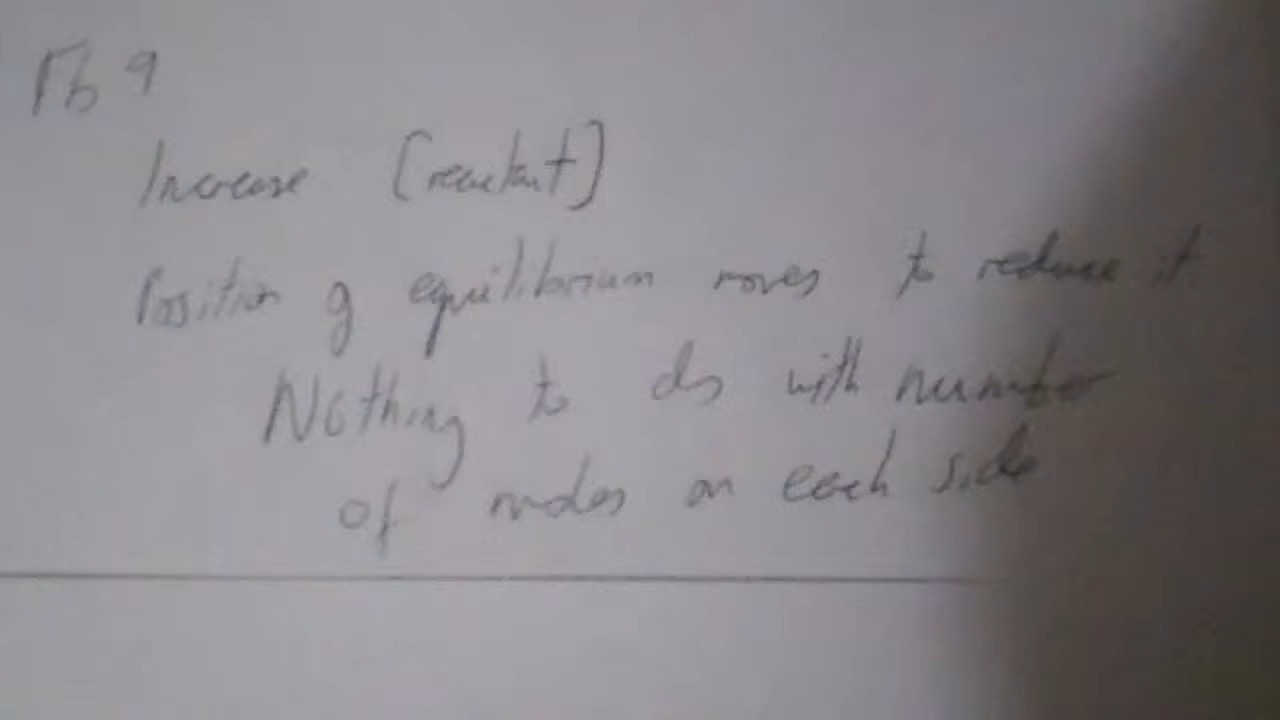 9
Increase [reactant]
Position of equilibrium moves to reduce it.
Nothing to do with number
of moles on each side